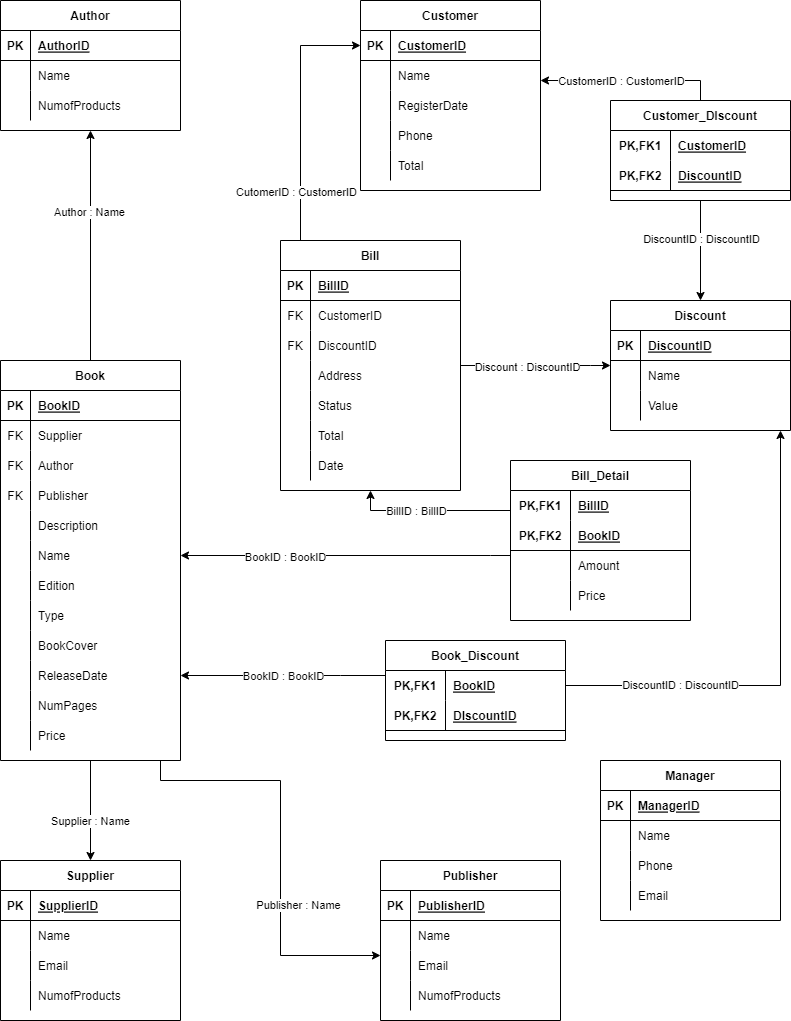 Author
PK AuthorID
Name
NumofProducts
Customer
PK CustomerID
Name
RegisterDate
Phone
Total
CustomerID : CustomerID
Customer_DIscount
PK,FK1 CustomerID
PK,FK2 DiscountID
CutomerID : CustomerID
Author : Name
DiscountID : DiscountID
Bill
PK BillID
FK CustomerID
FK DiscountID
Address
Status
Total
Date
Discount : DiscountID
Discount
PK DiscountID
Name
Value
Book
PK BookID
FK Supplier
FK Author
FK Publisher
Description
Name
Edition
Type
BookCover
ReleaseDate
NumPages
Price
BillID : BillID
Bill_Detail
PK,FK1 BillID
PK,FK2 BookID
Amount
Price
BookID : BookID
Book_Discount
PK,FK1 BookID
PK,FK2 DIscountID
BookID : BookID
DiscountID : DiscountID
Manager
PK ManagerID
Name
Phone
Email
Supplier : Name
Supplier
PK SupplierID
Name
Email
NumofProducts
Publisher : Name
Publisher
PK PublisherID
Name
Email
NumofProducts